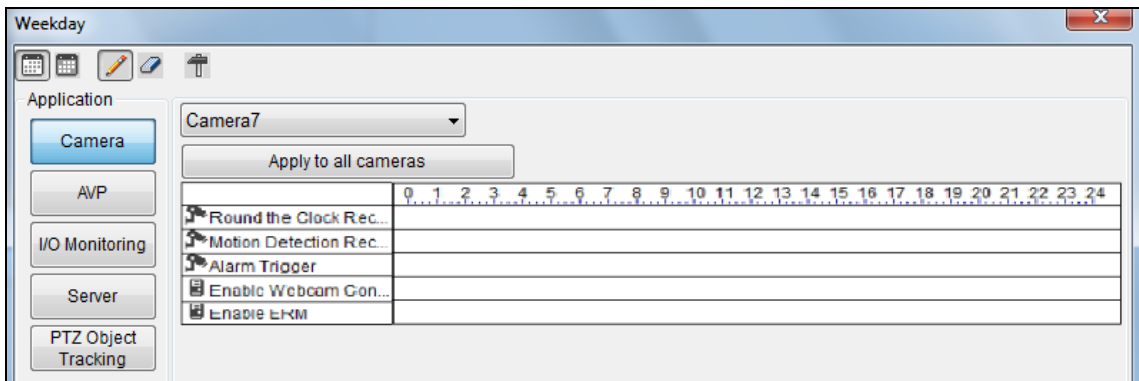 Weekday
Application
Camera
AVP
I/O Monitoring
Server
PTZ Object
Tracking
Camera7
Apply to all cameras
0 1 2 3 4 5 6 7 8 9 10 11 12 13 14 15 16 17 18 19 20 21 22 23 24
Round the Clock Rec...
Motion Detection Rec...
Alarm Trigger
Enable Webcam Con...
Enable ERM